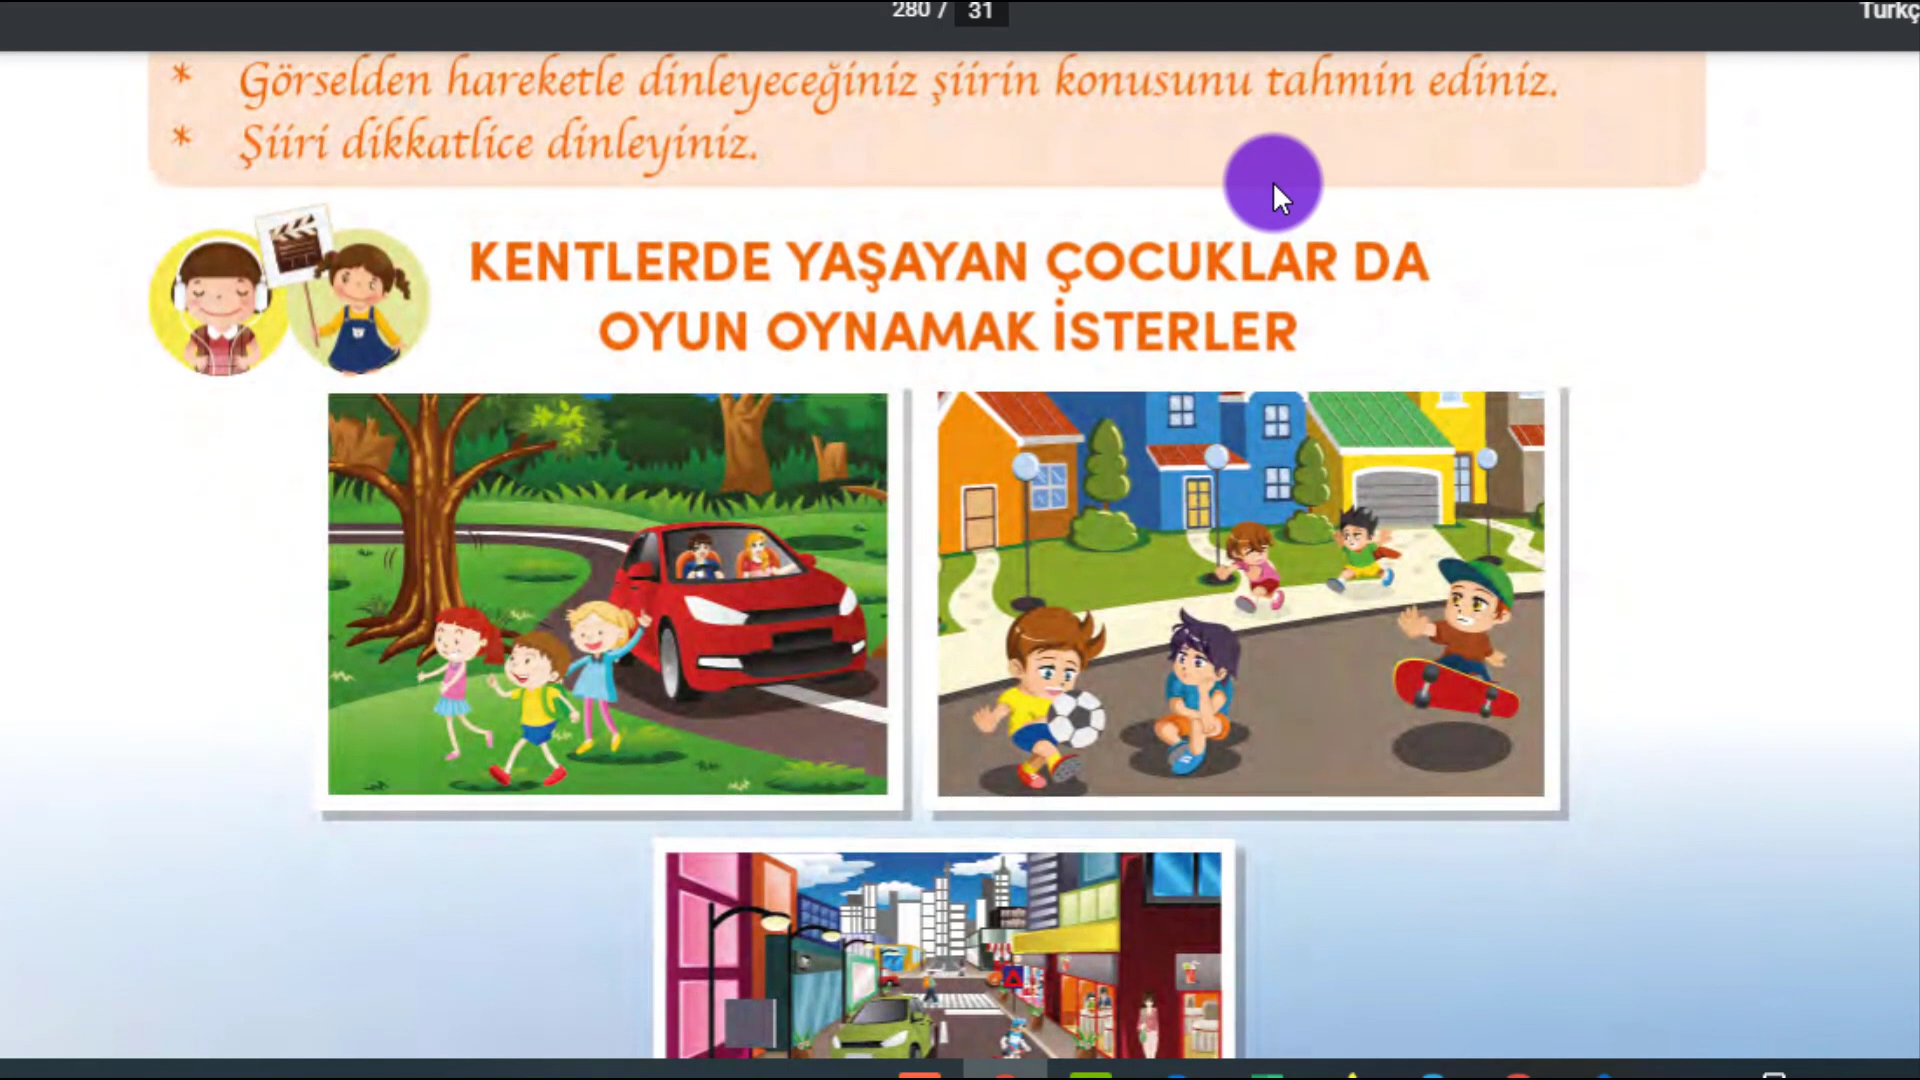 280 / 31
Türkç
* Görselden hareketle dinleyeceğiniz şiirin konusunu tahmin ediniz.
* Şiiri dikkatlice dinleyiniz.
KENTLERDE YAŞAYAN ÇOCUKLAR DA
OYUN OYNAMAK İSTERLER